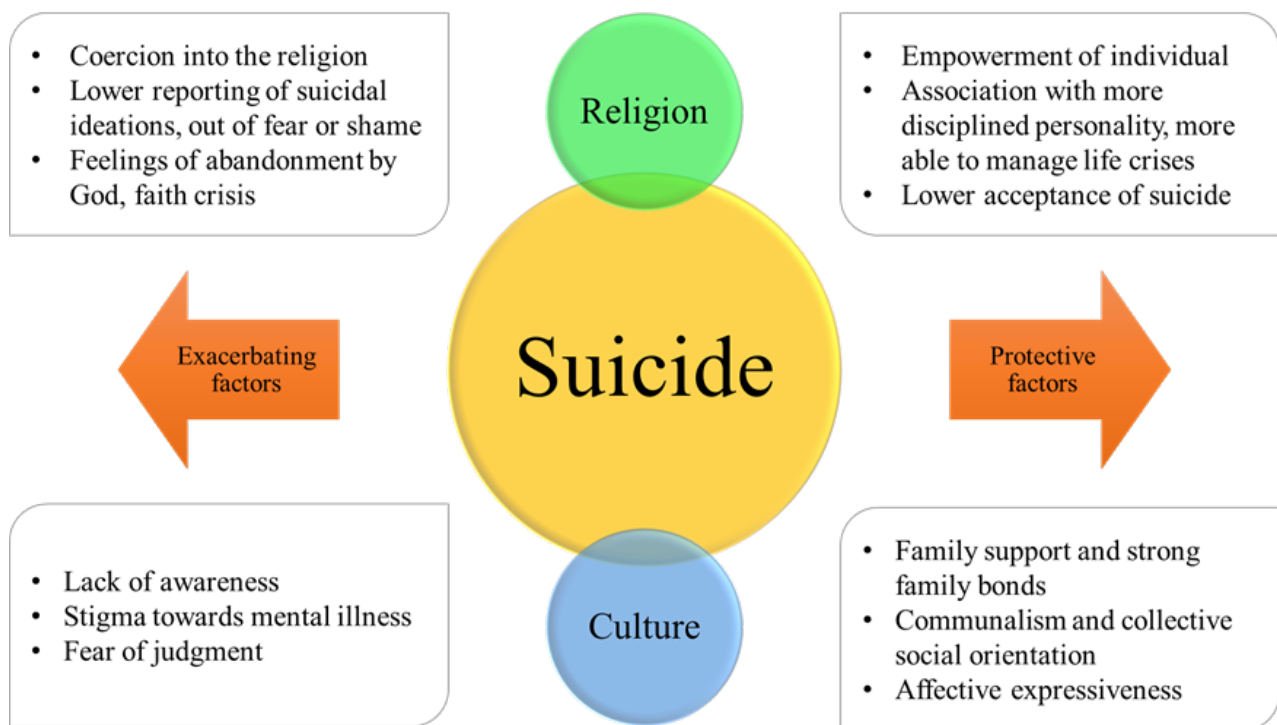 • Coercion into the religion
• Lower reporting of suicidal
ideations, out of fear or shame
• Feelings of abandonment by
God, faith crisis
Religion
• Empowerment of individual
• Association with more
disciplined personality, more
able to manage life crises
• Lower acceptance of suicide
Exacerbating
factors
Suicide
Protective
factors
• Lack of awareness
• Stigma towards mental illness
• Fear of judgment
Culture
• Family support and strong
family bonds
• Communalism and collective
social orientation
• Affective expressiveness